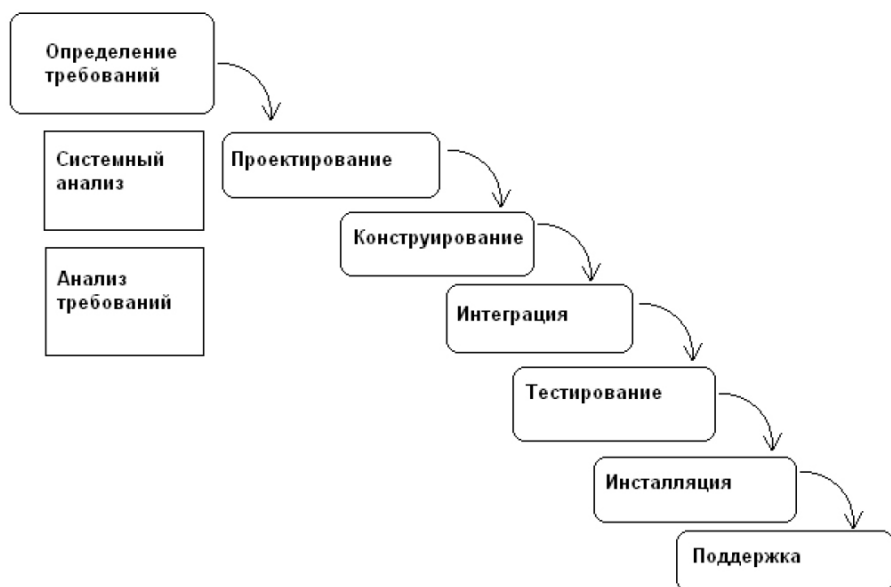 Определение
требований
Системный
анализ
Анализ
требований
Проектирование
Конструирование
Интеграция
Тестирование
Инсталляция
Поддержка